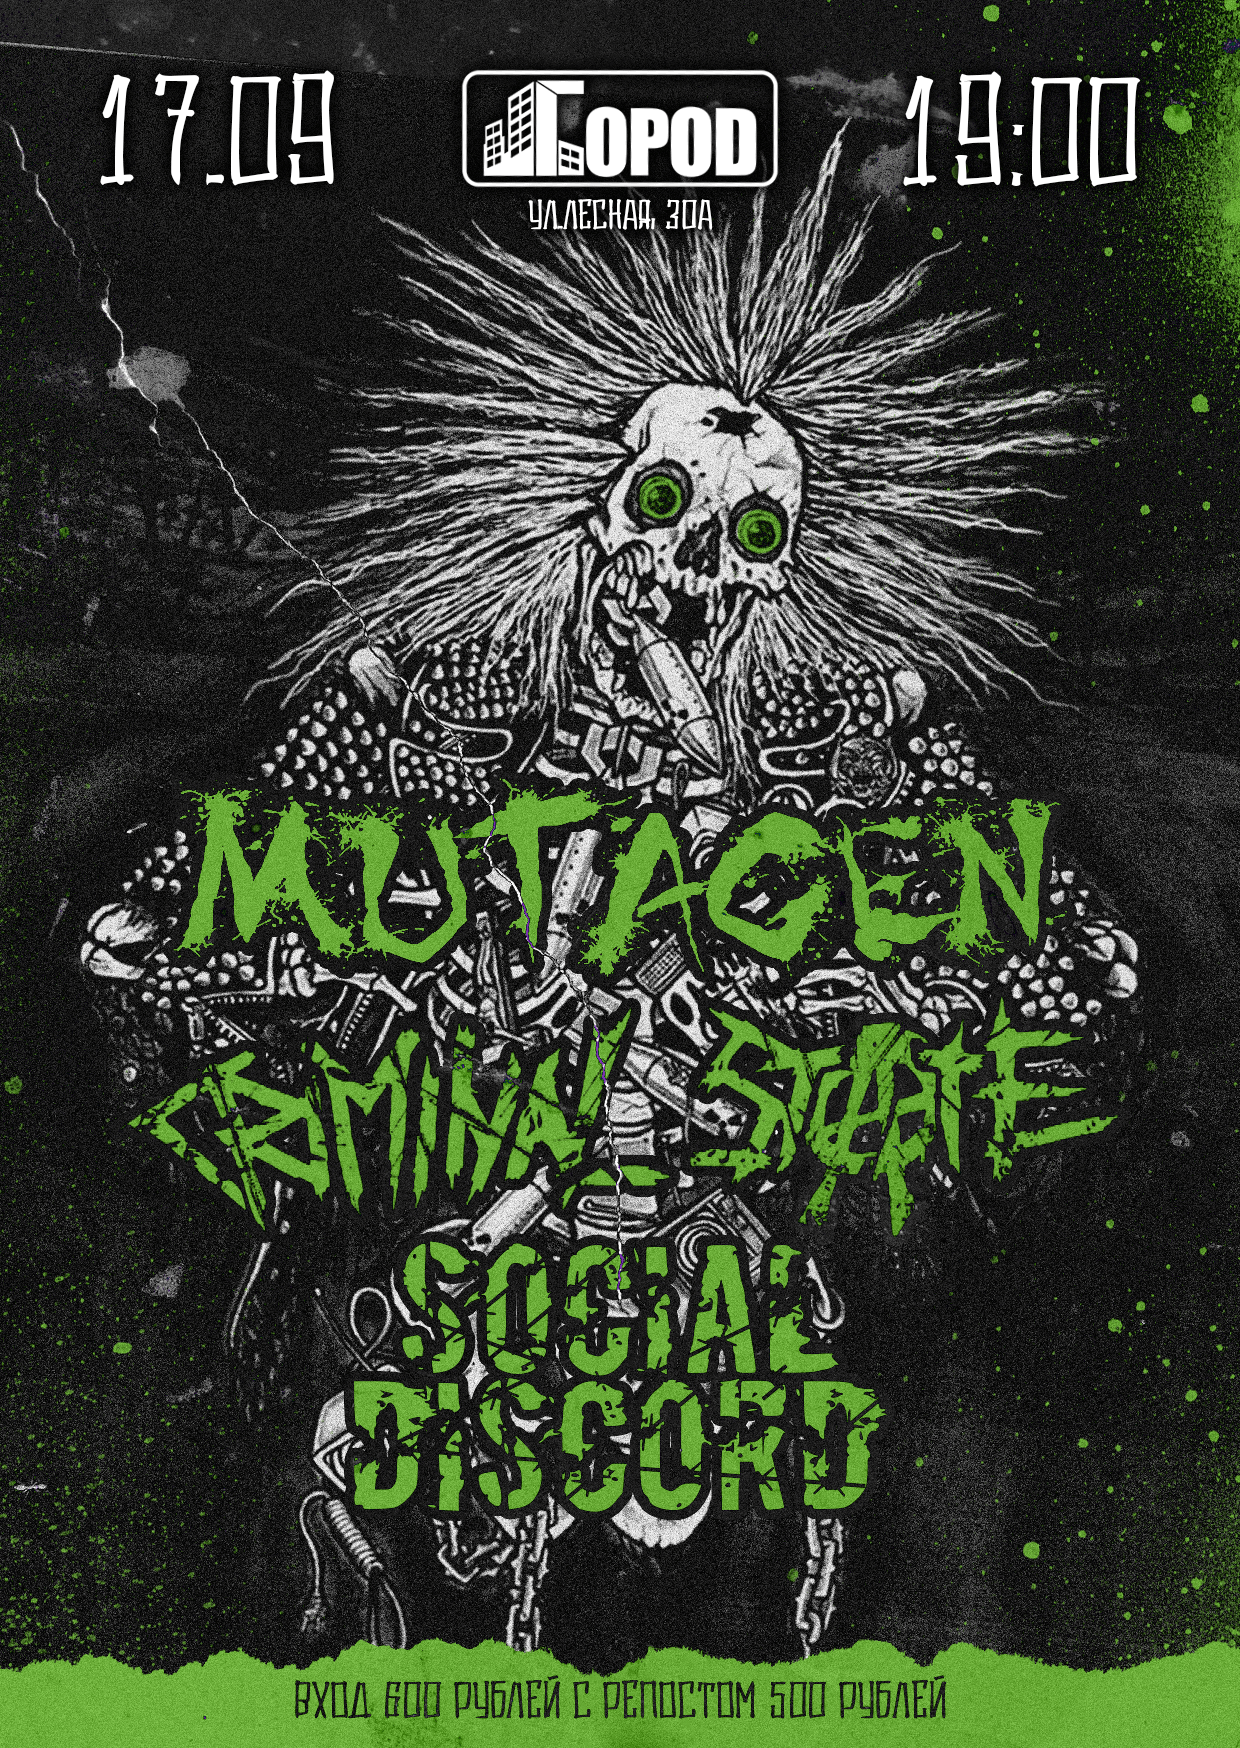 17.09
ГОРОД
19:00
УЛ.ЛЕСНАЯ, 30А
MUTAGEN
CRIMINAL STATE
SOCIAL
DISCORD
ВХОД 600 РУБЛЕЙ С РЕПОСТОМ 500 РУБЛЕЙ